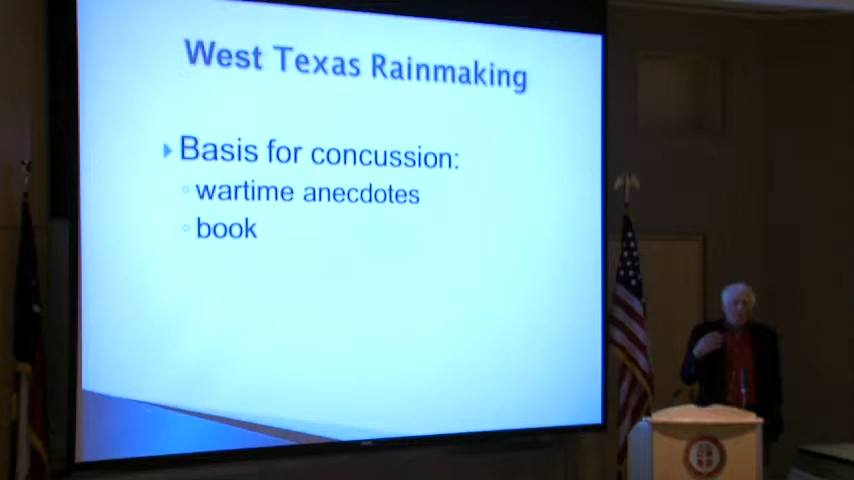 West Texas Rainmaking
Basis for concussion:
wartime anecdotes
book